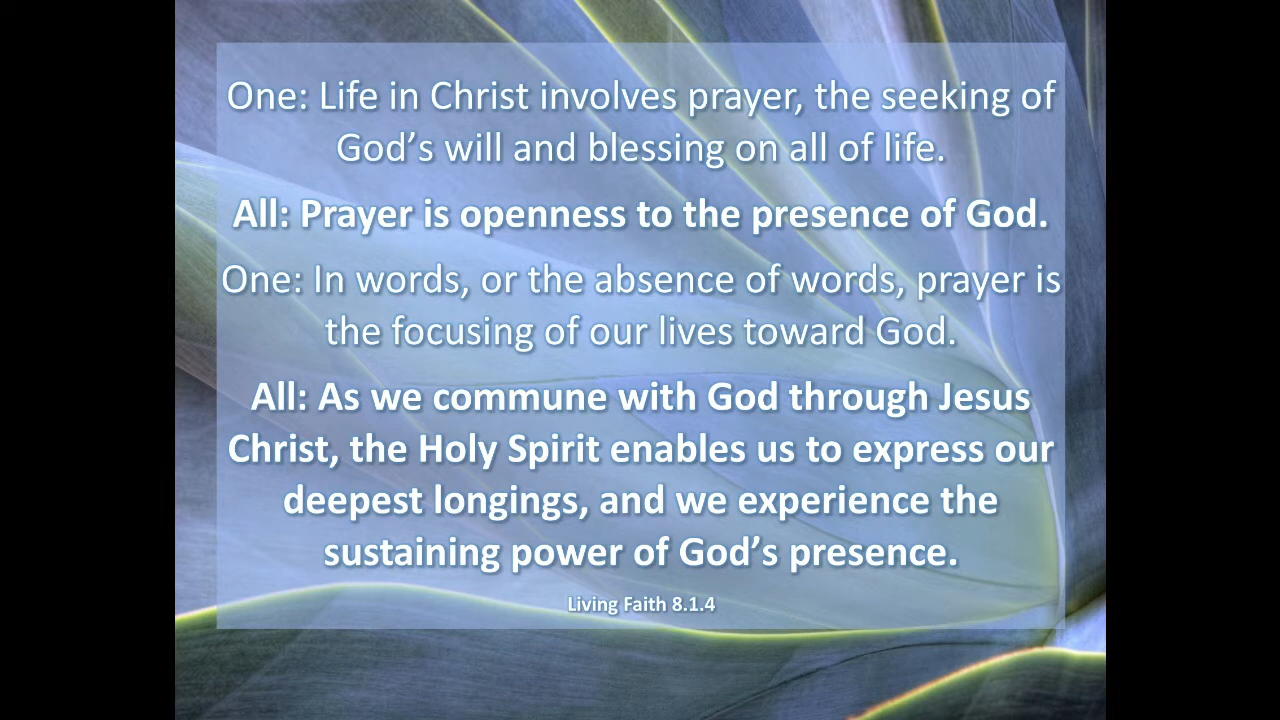 One: Life in Christ involves prayer, the seeking of
God’s will and blessing on all of life.
All: Prayer is openness to the presence of God.
One: In words, or the absence of words, prayer is
the focusing of our lives toward God.
All: As we commune with God through Jesus
Christ, the Holy Spirit enables us to express our
deepest longings, and we experience the
sustaining power of God’s presence.
Living Faith 8.1.4